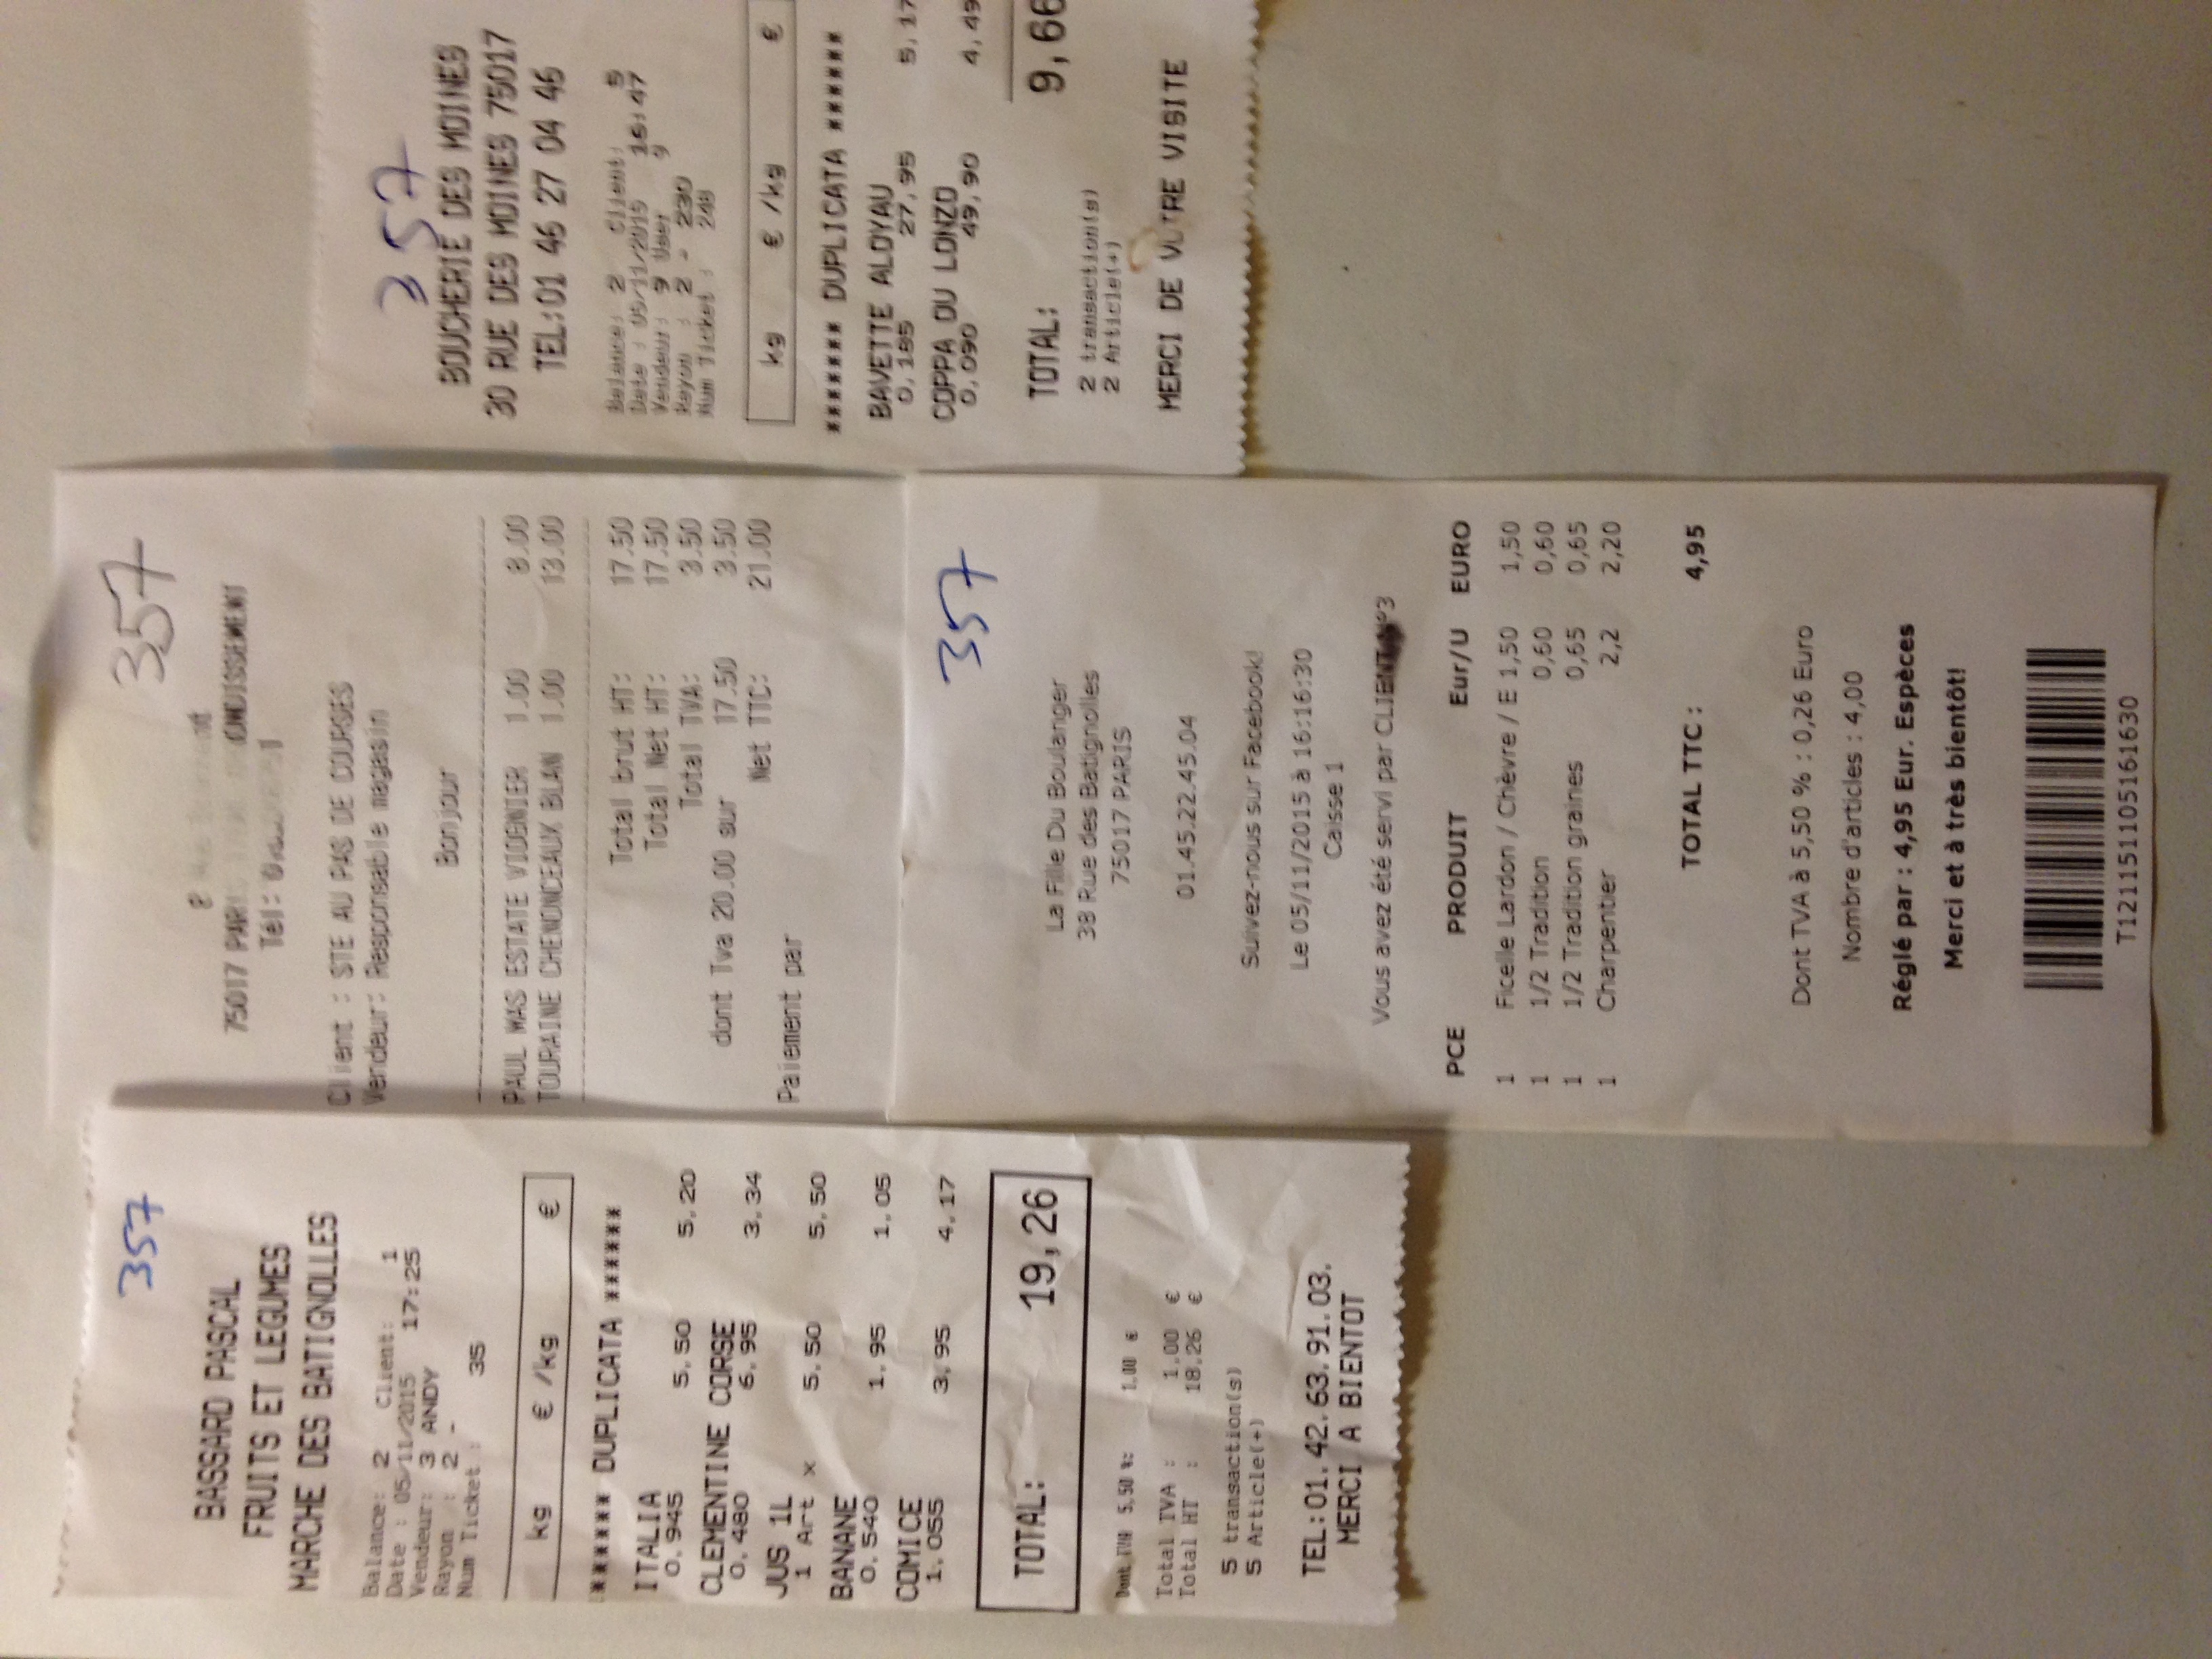 357
BASSARD PASCAL
FRUITS ET LEGUMES
MARCHE DES BATIGNOLLES
Balance: 2 Client: 1
Date : 05/11/2015 17:25
Vendeur: 3 ANDY
Rayon : 2 -
Num Ticket : 35
kg € /kg €
****** DUPLICATA ******
ITALIA
0,945 5,50 5,20
CLEMENTINE CORSE
0,480 6,95 3,34
JUS 1L
1 Art x 5,50 5,50
BANANE
0,540 1,95 1,05
COMICE
1,055 3,95 4,17
TOTAL: 19,26
Dont TVA 5,50 %: 1,00 €
Total TVA : 1.00 €
Total HT : 18.26 €
5 transaction(s)
5 Article(+)
TEL:01.42.63.91.03.
MERCI A BIENTOT
357
8
75017
Tél:
Client : STE AU PAS DE COURSES
Vendeur: Responsable magasin
Bonjour
PAUL MAS ESTATE VIOGNIER 1.00 8.00
TOURAINE CHENONCEAUX BLAN 1.00 13.00
Total brut HT: 17.50
Total Net HT: 17.50
Total TVA: 3.50
dont Tva 20.00 sur 17.50 3.50
Net TTC: 21.00
Paiement par
357
La Fille Du Boulanger
38 Rue des Batignolles
75017 PARIS
01.45.22.45.04
Suivez-nous sur Facebook!
Le 05/11/2015 à 16:16:30
Caisse 1
Vous avez été servi par CLIENT N°3
PCE PRODUIT Eur/U EURO
1 Ficelle Lardon / Chèvre / E 1,50 1,50
1 1/2 Tradition 0,60 0,60
1 1/2 Tradition graines 0,65 0,65
1 Charpentier 2,2 2,20
TOTAL TTC : 4,95
Dont TVA à 5,50 % : 0,26 Euro
Nombre d'articles : 4,00
Réglé par : 4,95 Eur. Espèces
Merci et à très bientôt!
T121151105161630
357
BOUCHERIE DES MOINES
30 RUE DES MOINES 75017
TEL:01 46 27 04 46
Balance: 2 Client: 5
Date : 05/11/2015 16:47
Vendeur: 9 User 9
Rayon : 2 - 230
Num Ticket : 248
kg € /kg €
******* DUPLICATA ******
BAVETTE ALOYAU
0,185 27,95 5,17
COPPA OU LONZO
0,090 49,90 4,49
TOTAL: 9,66
2 transaction(s)
2 Article(+)
MERCI DE VOTRE VISITE